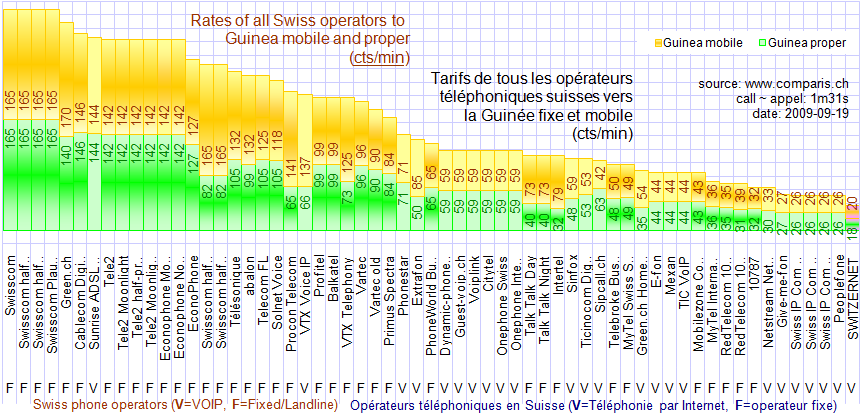 Rates of all Swiss operators to
Guinea mobile and proper
(cts/min)
Guinea mobile
Guinea proper
Tarifs de tous les opérateurs
téléphoniques suisses vers
la Guinée fixe et mobile
(cts/min)
source: www.comparis.ch
call ~ appel: 1m31s
date: 2009-09-19
165 165 165 165 170 146 144 142 142 142 142 142 142 127 165 165 132 132 125 118 141 137 99 99 125 96 90 84 71 85 65 59 59 59 59 59 59 73 73 79 59 53 42 50 49 54 44 44 44 43 36 35 39 32 33 27 26 26 26 26 20
165 165 165 165 140 146 144 142 142 142 142 142 142 127 82 82 105 99 105 105 65 66 99 99 73 96 90 84 71 50 65 59 59 59 59 59 59 40 40 32 48 53 63 48 49 35 44 44 44 43 36 35 35 32 30 27 26 26 26 26 18
Swisscom
Swisscom half...
Swisscom half...
Swisscom Plau...
Green.ch
Cablecom Digi...
Sunrise ADSL...
Tele2
Tele2 Moonlight
Tele2 half-pr...
Tele2 Moonlig...
Econophone Wo...
Econophone No...
EconoPhone
Swisscom half...
Swisscom half...
Télésonique
abalon
Telecom FL
Solnet Voice
Procon Telecom
VTX Voice IP
Profitel
Balkatel
VTX Telephony
Vartec
Vartec old
Primus Spectra
Phonestar
Extrafon
PhoneWorld Bu...
Dynamic-phone...
Guest-voip.ch
Voiplink
Citytel
Onephone Swiss
Onephone Inte...
Talk Talk Day
Talk Talk Night
Intertel
Sinfox
Ticinocom Dig...
Sipcall.ch
Telebroke Bus...
MyTel Swiss S...
Green.ch Home...
E-fon
Mexan
TIC VoIP
Mobilezone Co...
MyTel Interna...
RedTelecom 10...
RedTelecom 10...
10787
Netstream Net...
Give-me-fon
Swiss IP Com ...
Swiss IP Com ...
Swiss IP Com ...
Peoplefone
SWITZERNET
F F F F F F V F F F F F F F F F F F F F F V F F F F F F V V F V V V V V V F F F V F V F F V V V V F F F F F V V V V V V V
Swiss phone operators (V=VOIP, F=Fixed/Landline)
Opérateurs téléphoniques en Suisse (V=Téléphonie par Internet, F=operateur fixe)